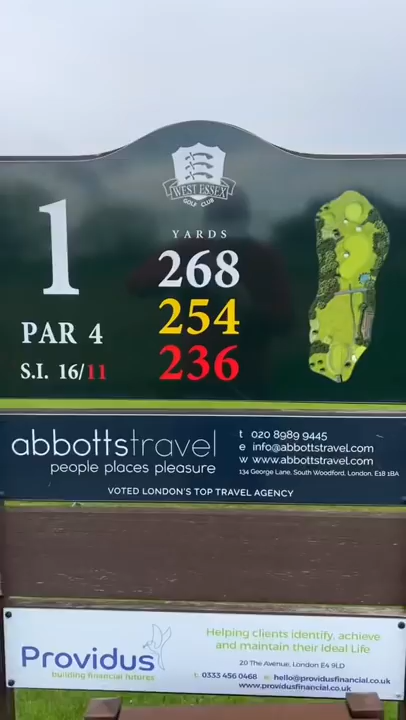 WEST ESSEX
GOLF CLUB
1
PAR 4
S.I. 16/11
YARDS
268
254
236
abbottstravel
people places pleasure
t 020 8989 9445
e info@abbottstravel.com
w www.abbottstravel.com
134 George Lane, South Woodford, London, E18 1BA
VOTED LONDON'S TOP TRAVEL AGENCY
Providus
building financial futures
Helping clients identify, achieve
and maintain their Ideal Life
20 The Avenue, London E4 9LD
t. 0333 456 0468 e. hello@providusfinancial.co.uk
www.providusfinancial.co.uk